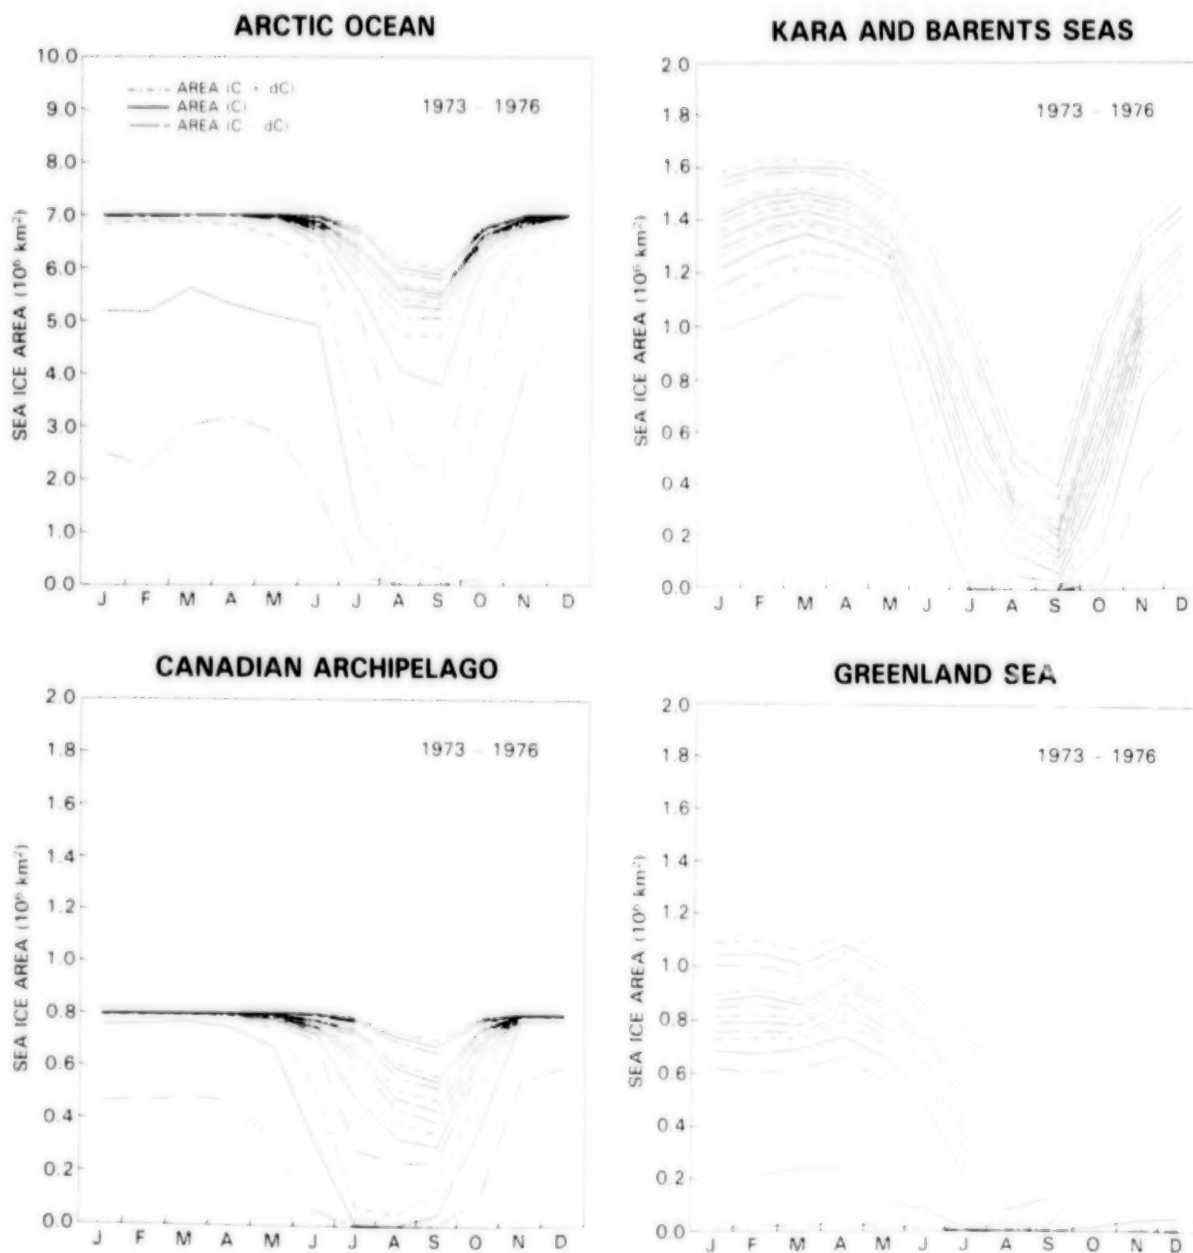 ARCTIC OCEAN
SEA ICE AREA (10⁶ km²)
10.0
9.0
8.0
7.0
6.0
5.0
4.0
3.0
2.0
1.0
0.0
AREA (C + dC)
AREA (C)
AREA (C - dC)
1973 - 1976
J F M A M J J A S O N D
KARA AND BARENTS SEAS
SEA ICE AREA (10⁶ km²)
2.0
1.8
1.6
1.4
1.2
1.0
0.8
0.6
0.4
0.2
0.0
1973 - 1976
J F M A M J J A S O N D
CANADIAN ARCHIPELAGO
SEA ICE AREA (10⁶ km²)
2.0
1.8
1.6
1.4
1.2
1.0
0.8
0.6
0.4
0.2
0.0
1973 - 1976
J F M A M J J A S O N D
GREENLAND SEA
SEA ICE AREA (10⁶ km²)
2.0
1.8
1.6
1.4
1.2
1.0
0.8
0.6
0.4
0.2
0.0
1973 - 1976
J F M A M J J A S O N D